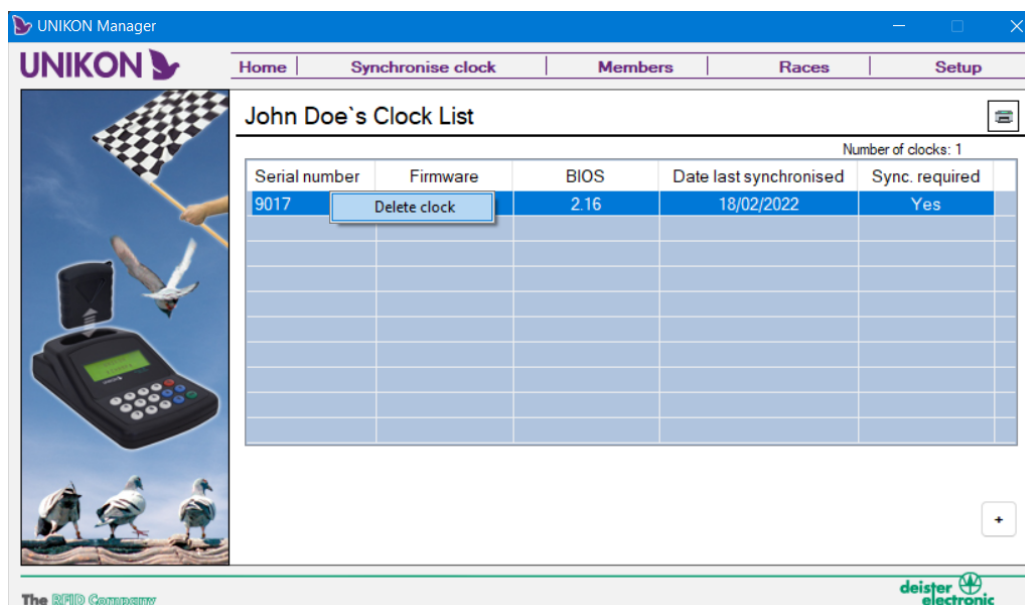 UNIKON Manager
UNIKON
Home Synchronise clock Members Races Setup
John Doe`s Clock List
Number of clocks: 1
Serial number Firmware BIOS Date last synchronised Sync. required
9017 2.16 18/02/2022 Yes
Delete clock
+
The RFID Company
deister
electronic